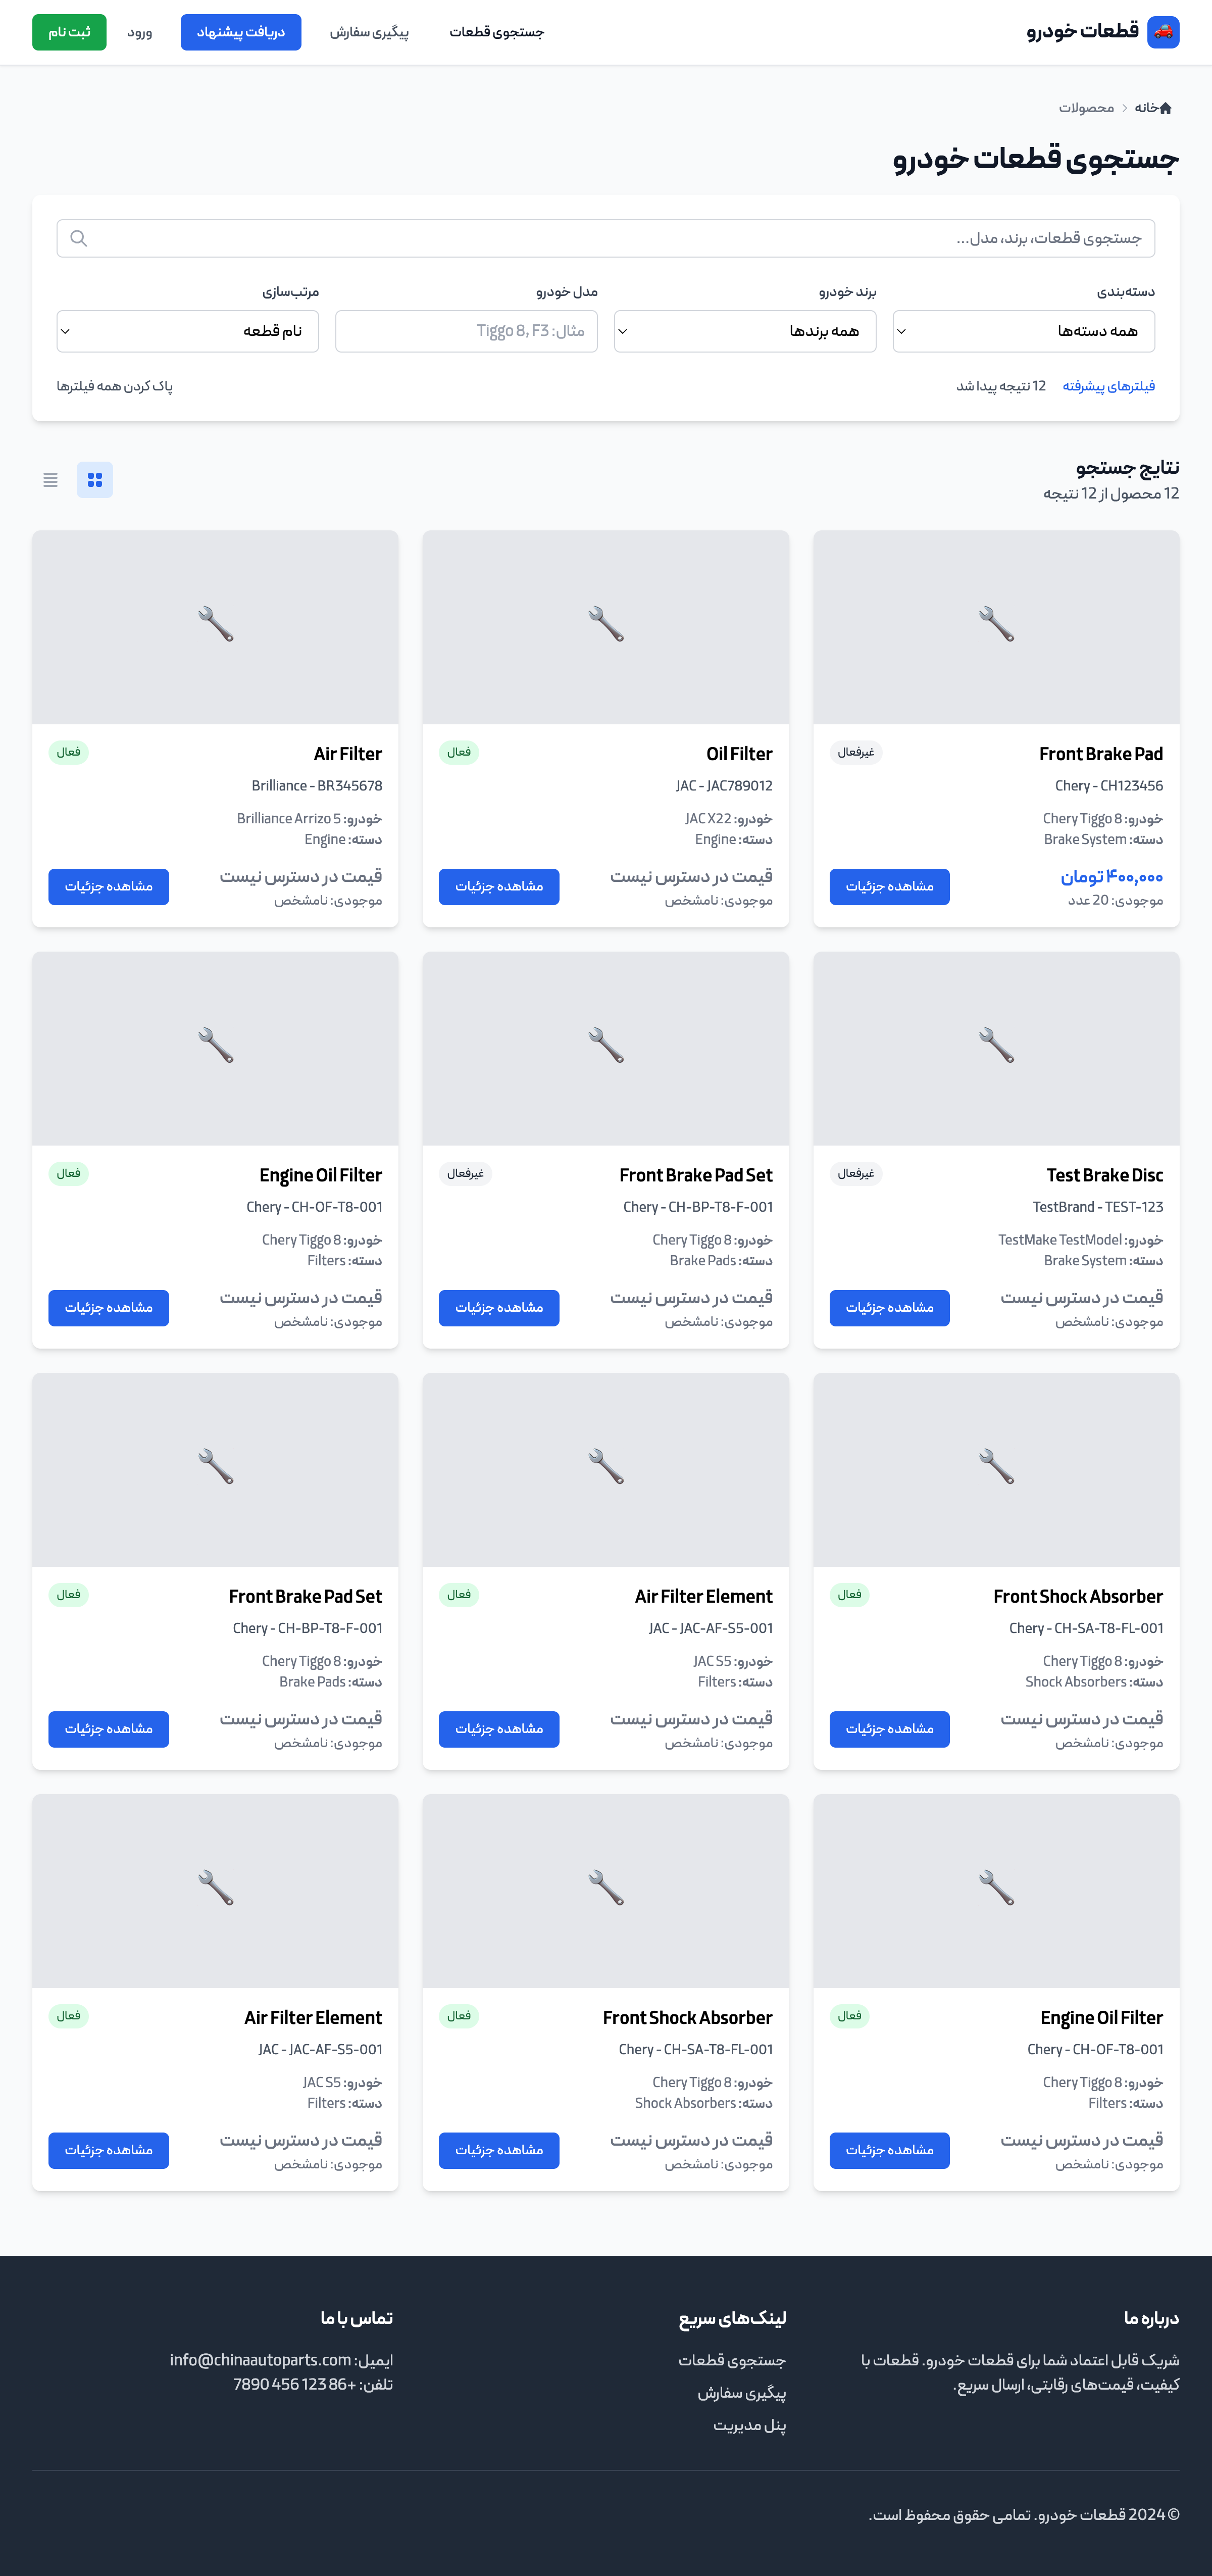 قطعات خودرو
جستجوی قطعات
پیگیری سفارش
دریافت پیشنهاد
ورود
ثبت نام
خانه
محصولات
جستجوی قطعات خودرو
جستجوی قطعات، برند، مدل...
دسته‌بندی
برند خودرو
مدل خودرو
مرتب‌سازی
همه دسته‌ها
همه برندها
مثال: Tiggo 8, F3
نام قطعه
فیلترهای پیشرفته
12 نتیجه پیدا شد
پاک کردن همه فیلترها
نتایج جستجو
12 محصول از 12 نتیجه
Front Brake Pad
غیرفعال
Chery - CH123456
خودرو: Chery Tiggo 8
دسته: Brake System
۴۰۰,۰۰۰ تومان
موجودی: 20 عدد
مشاهده جزئیات
Oil Filter
فعال
JAC - JAC789012
خودرو: JAC X22
دسته: Engine
قیمت در دسترس نیست
موجودی: نامشخص
مشاهده جزئیات
Air Filter
فعال
Brilliance - BR345678
خودرو: Brilliance Arrizo 5
دسته: Engine
قیمت در دسترس نیست
موجودی: نامشخص
مشاهده جزئیات
Test Brake Disc
غیرفعال
TestBrand - TEST-123
خودرو: TestMake TestModel
دسته: Brake System
قیمت در دسترس نیست
موجودی: نامشخص
مشاهده جزئیات
Front Brake Pad Set
غیرفعال
Chery - CH-BP-T8-F-001
خودرو: Chery Tiggo 8
دسته: Brake Pads
قیمت در دسترس نیست
موجودی: نامشخص
مشاهده جزئیات
Engine Oil Filter
فعال
Chery - CH-OF-T8-001
خودرو: Chery Tiggo 8
دسته: Filters
قیمت در دسترس نیست
موجودی: نامشخص
مشاهده جزئیات
Front Shock Absorber
فعال
Chery - CH-SA-T8-FL-001
خودرو: Chery Tiggo 8
دسته: Shock Absorbers
قیمت در دسترس نیست
موجودی: نامشخص
مشاهده جزئیات
Air Filter Element
فعال
JAC - JAC-AF-S5-001
خودرو: JAC S5
دسته: Filters
قیمت در دسترس نیست
موجودی: نامشخص
مشاهده جزئیات
Front Brake Pad Set
فعال
Chery - CH-BP-T8-F-001
خودرو: Chery Tiggo 8
دسته: Brake Pads
قیمت در دسترس نیست
موجودی: نامشخص
مشاهده جزئیات
Engine Oil Filter
فعال
Chery - CH-OF-T8-001
خودرو: Chery Tiggo 8
دسته: Filters
قیمت در دسترس نیست
موجودی: نامشخص
مشاهده جزئیات
Front Shock Absorber
فعال
Chery - CH-SA-T8-FL-001
خودرو: Chery Tiggo 8
دسته: Shock Absorbers
قیمت در دسترس نیست
موجودی: نامشخص
مشاهده جزئیات
Air Filter Element
فعال
JAC - JAC-AF-S5-001
خودرو: JAC S5
دسته: Filters
قیمت در دسترس نیست
موجودی: نامشخص
مشاهده جزئیات
درباره ما
شریک قابل اعتماد شما برای قطعات خودرو. قطعات با
کیفیت، قیمت‌های رقابتی، ارسال سریع.
لینک‌های سریع
جستجوی قطعات
پیگیری سفارش
پنل مدیریت
تماس با ما
ایمیل: info@chinaautoparts.com
تلفن: +86 123 456 7890
© 2024 قطعات خودرو. تمامی حقوق محفوظ است.